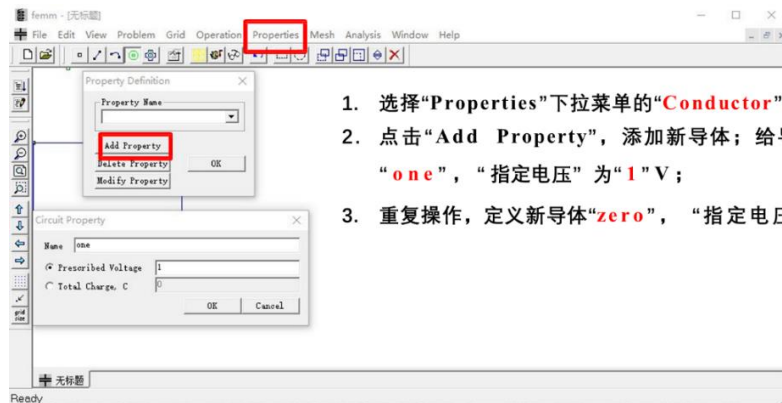 femm - [无标题]
File Edit View Problem Grid Operation Properties Mesh Analysis Window Help
Property Definition
Property Name
Add Property
Delete Property
OK
Modify Property
Circuit Property
Name one
Prescribed Voltage 1
Total Charge, C 0
OK Cancel
grid size
无标题
Ready
1. 选择“Properties”下拉菜单的“Conductor”
2. 点击“Add Property”，添加新导体；给
“one”，“指定电压” 为“1”V；
3. 重复操作，定义新导体“zero”， “指定电